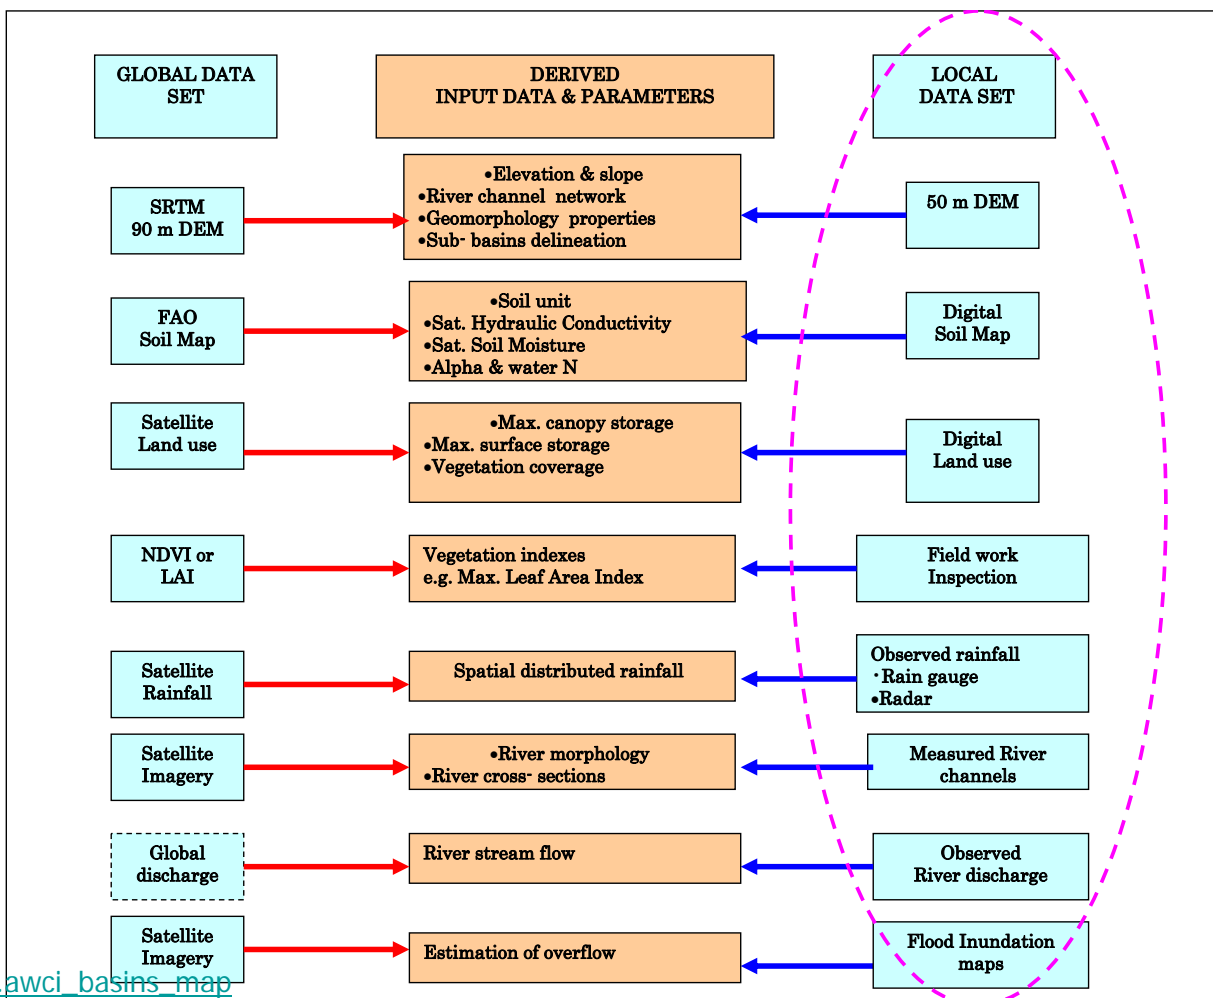 GLOBAL DATA
SET
DERIVED
INPUT DATA & PARAMETERS
LOCAL
DATA SET
SRTM
90 m DEM
•Elevation & slope
•River channel network
•Geomorphology properties
•Sub- basins delineation
50 m DEM
FAO
Soil Map
•Soil unit
•Sat. Hydraulic Conductivity
•Sat. Soil Moisture
•Alpha & water N
Digital
Soil Map
Satellite
Land use
•Max. canopy storage
•Max. surface storage
•Vegetation coverage
Digital
Land use
NDVI or
LAI
Vegetation indexes
e.g. Max. Leaf Area Index
Field work
Inspection
Satellite
Rainfall
Spatial distributed rainfall
Observed rainfall
·Rain gauge
•Radar
Satellite
Imagery
•River morphology
•River cross- sections
Measured River
channels
Global
discharge
River stream flow
Observed
River discharge
Satellite
Imagery
Estimation of overflow
Flood Inundation
maps
.awci_basins_map